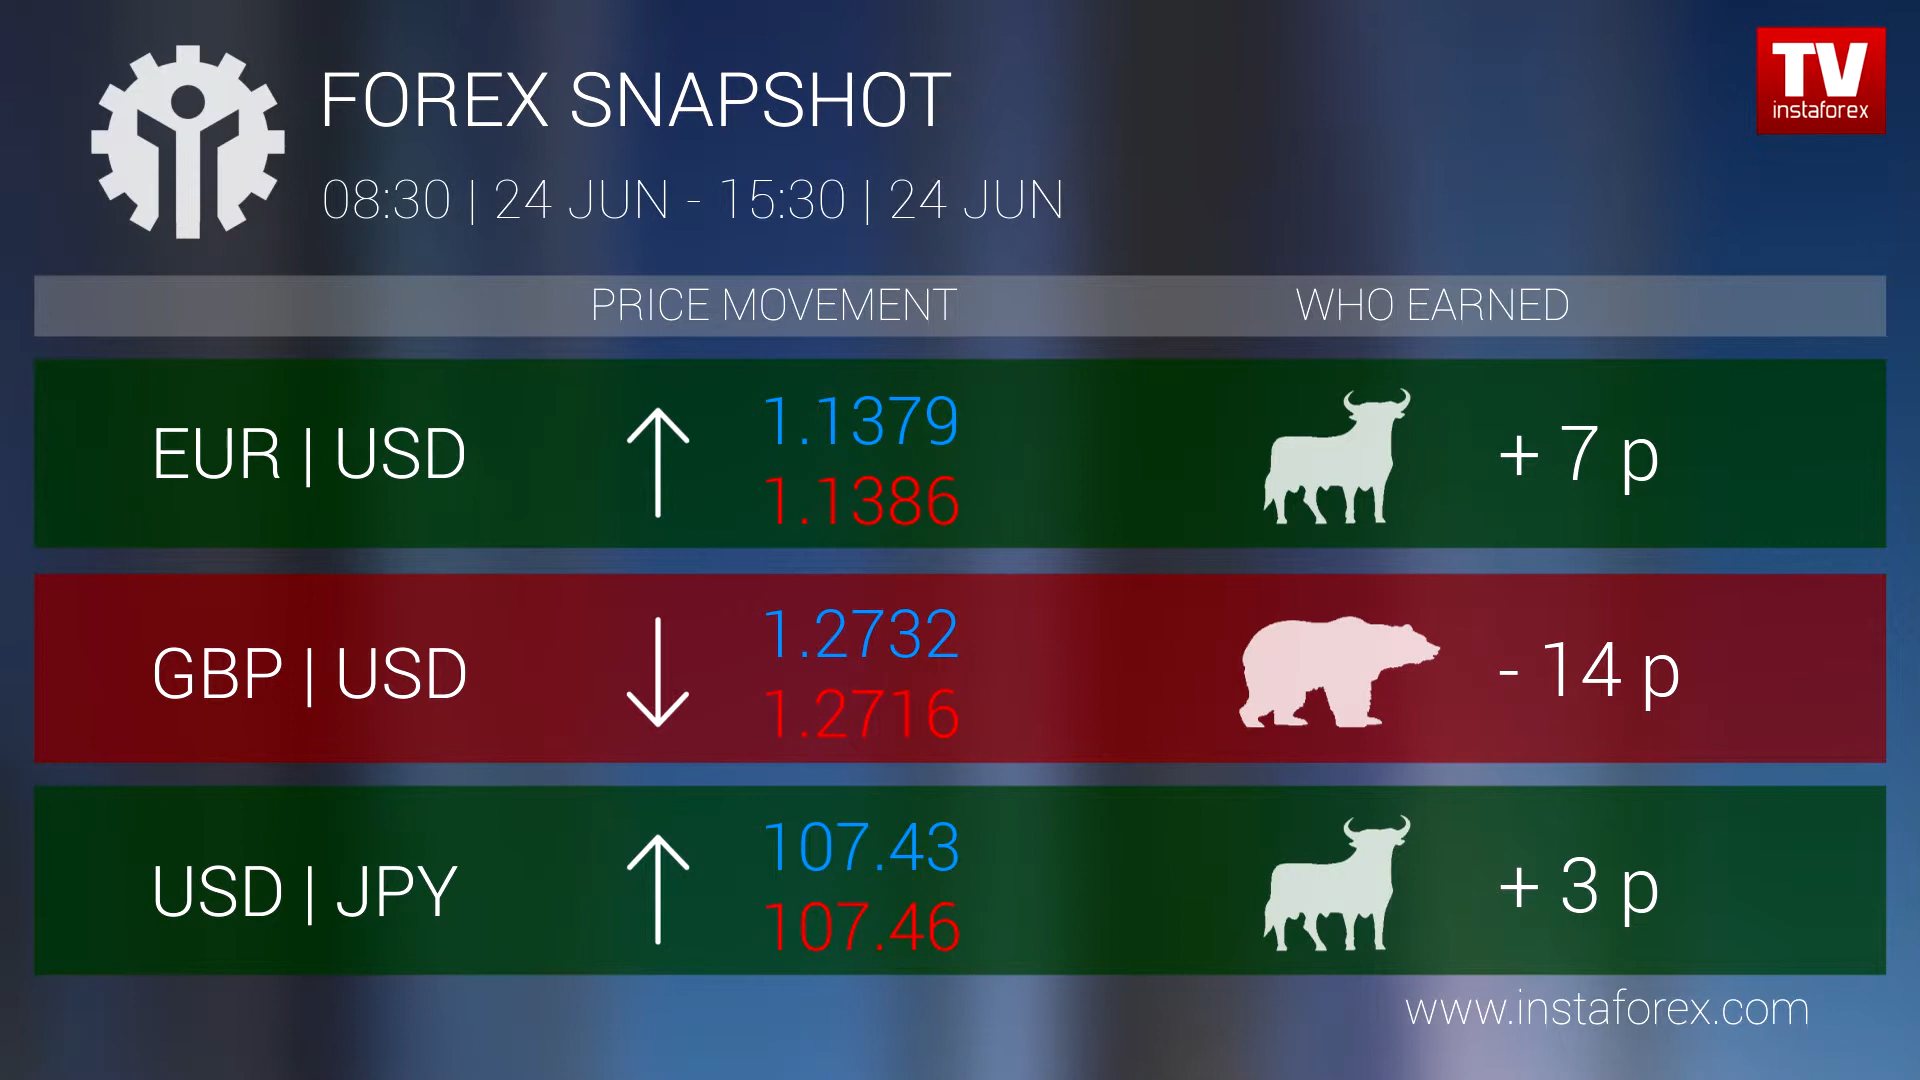 FOREX SNAPSHOT
TV
instaforex
08:30 | 24 JUN - 15:30 | 24 JUN
PRICE MOVEMENT WHO EARNED
EUR | USD 1.1379 + 7 p
1.1386
GBP | USD 1.2732 - 14 p
1.2716
USD | JPY 107.43 + 3 p
107.46
www.instaforex.com